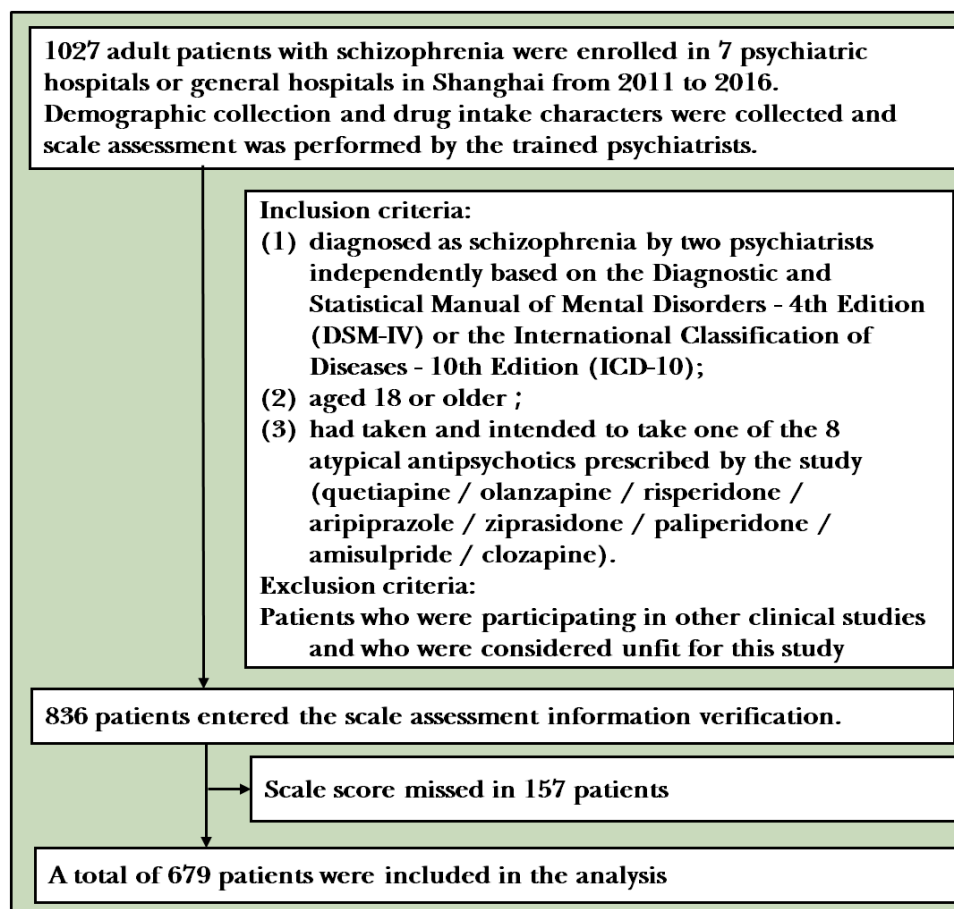 1027 adult patients with schizophrenia were enrolled in 7 psychiatric
hospitals or general hospitals in Shanghai from 2011 to 2016.
Demographic collection and drug intake characters were collected and
scale assessment was performed by the trained psychiatrists.
Inclusion criteria:
(1) diagnosed as schizophrenia by two psychiatrists
independently based on the Diagnostic and
Statistical Manual of Mental Disorders - 4th Edition
(DSM-IV) or the International Classification of
Diseases - 10th Edition (ICD-10);
(2) aged 18 or older ;
(3) had taken and intended to take one of the 8
atypical antipsychotics prescribed by the study
(quetiapine / olanzapine / risperidone /
aripiprazole / ziprasidone / paliperidone /
amisulpride / clozapine).
Exclusion criteria:
Patients who were participating in other clinical studies
and who were considered unfit for this study
836 patients entered the scale assessment information verification.
Scale score missed in 157 patients
A total of 679 patients were included in the analysis